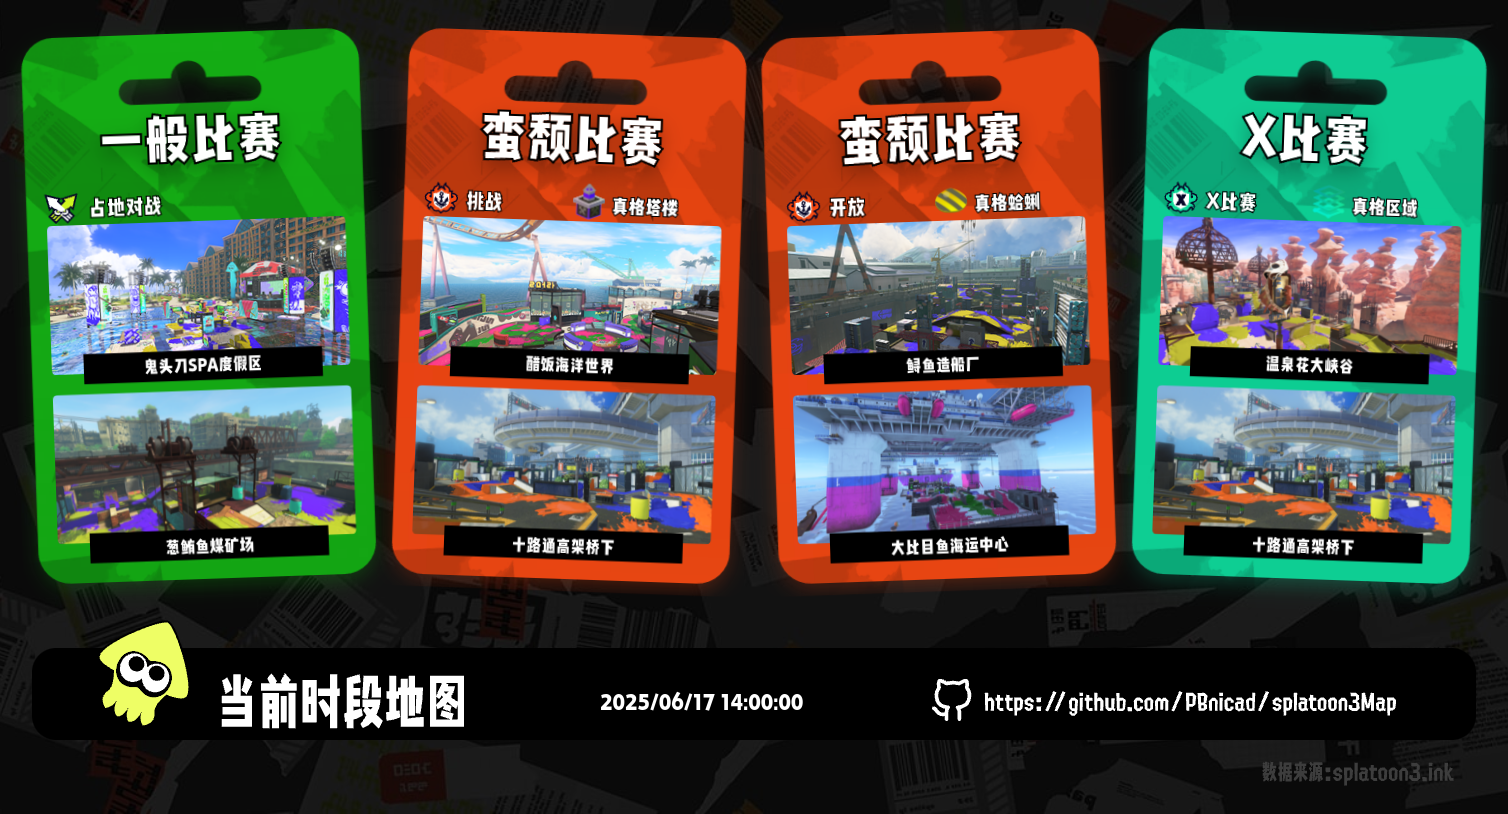 一般比赛
占地对战
鬼头刀SPA度假区
葱鲔鱼煤矿场
蛮颓比赛
挑战
真格塔楼
醋饭海洋世界
十路通高架桥下
蛮颓比赛
开放
真格蛤蜊
鲟鱼造船厂
大比目鱼海运中心
X比赛
X比赛
真格区域
温泉花大峡谷
十路通高架桥下
当前时段地图
2025/06/17 14:00:00
https://github.com/PBnicad/splatoon3Map
数据来源:splatoon3.ink